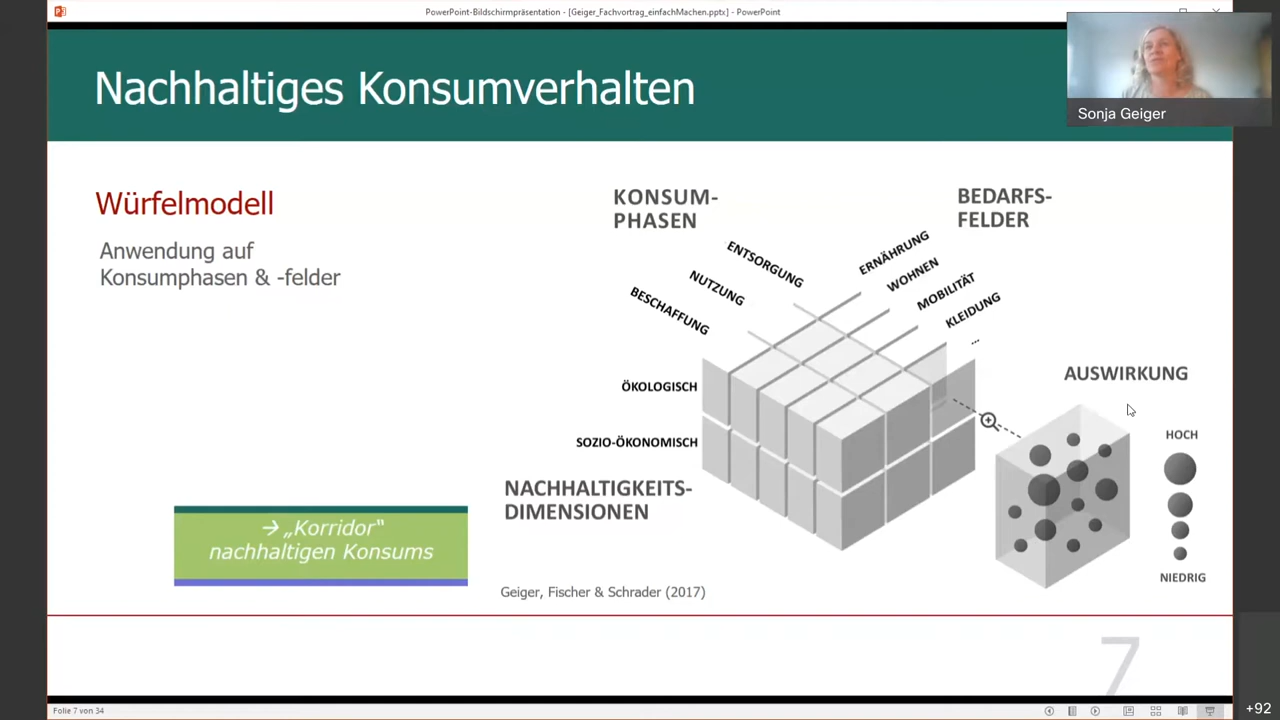 PowerPoint-Bildschirmpräsentation - [Geiger_Fachvortrag_einfachMachen.pptx] - PowerPoint
Nachhaltiges Konsumverhalten
Sonja Geiger
Würfelmodell
Anwendung auf
Konsumphasen & -felder
KONSUM-
PHASEN
BEDARFS-
FELDER
ENTSORGUNG
NUTZUNG
BESCHAFFUNG
ERNÄHRUNG
WOHNEN
MOBILITÄT
KLEIDUNG
...
ÖKOLOGISCH
SOZIO-ÖKONOMISCH
NACHHALTIGKEITS-
DIMENSIONEN
AUSWIRKUNG
HOCH
NIEDRIG
→ „Korridor“
nachhaltigen Konsums
Geiger, Fischer & Schrader (2017)
7
Folie 7 von 34
+92